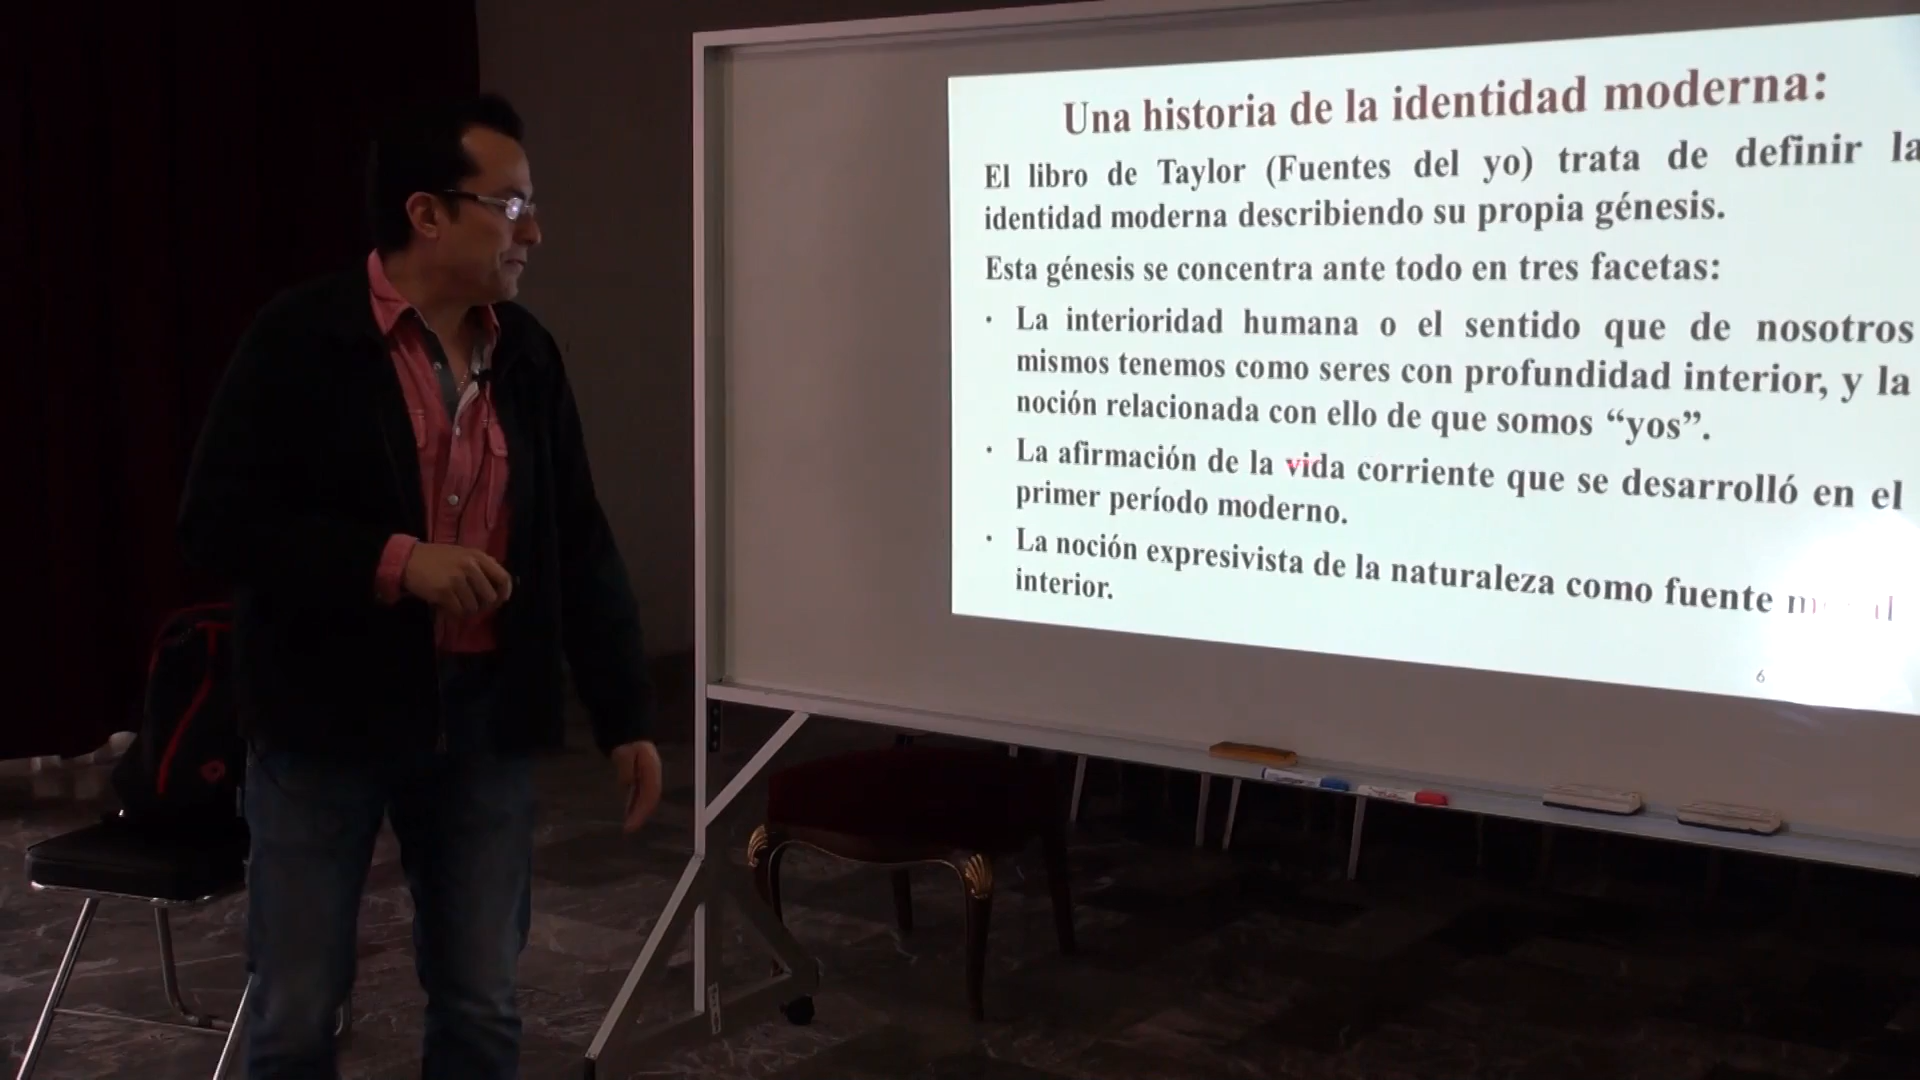 Una historia de la identidad moderna:
El libro de Taylor (Fuentes del yo) trata de definir la
identidad moderna describiendo su propia génesis.
Esta génesis se concentra ante todo en tres facetas:
· La interioridad humana o el sentido que de nosotros
mismos tenemos como seres con profundidad interior, y la
noción relacionada con ello de que somos “yos”.
· La afirmación de la vida corriente que se desarrolló en el
primer período moderno.
· La noción expresivista de la naturaleza como fuente
interior.
6